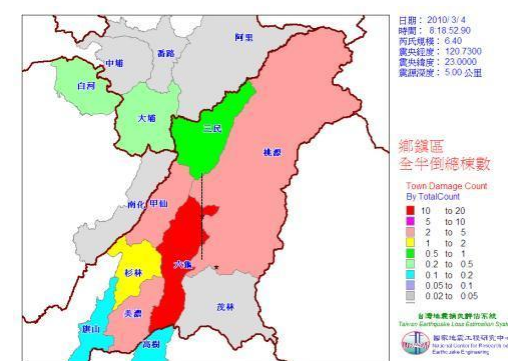 日期：2010/3/4
時間： 8:18.52.90
芮氏規模：6.40
震央經度：120.7300
震央緯度：23.0000
震源深度：5.00 公里
阿里
番路
中埔
白河
大埔
三民
桃源
南化
甲仙
六龜
杉林
美濃
茂林
旗山
高樹
鄉鎮區
全半倒總棟數
Town Damage Count
By TotalCount
10 to 20
5 to 10
2 to 5
1 to 2
0.5 to 1
0.2 to 0.5
0.1 to 0.2
0.05 to 0.1
0.02 to 0.05
台灣地震損失評估系統
Taiwan Earthquake Loss Estimation Syst
國家地震工程研究中
National Center for Research on
Earthquake Engineering